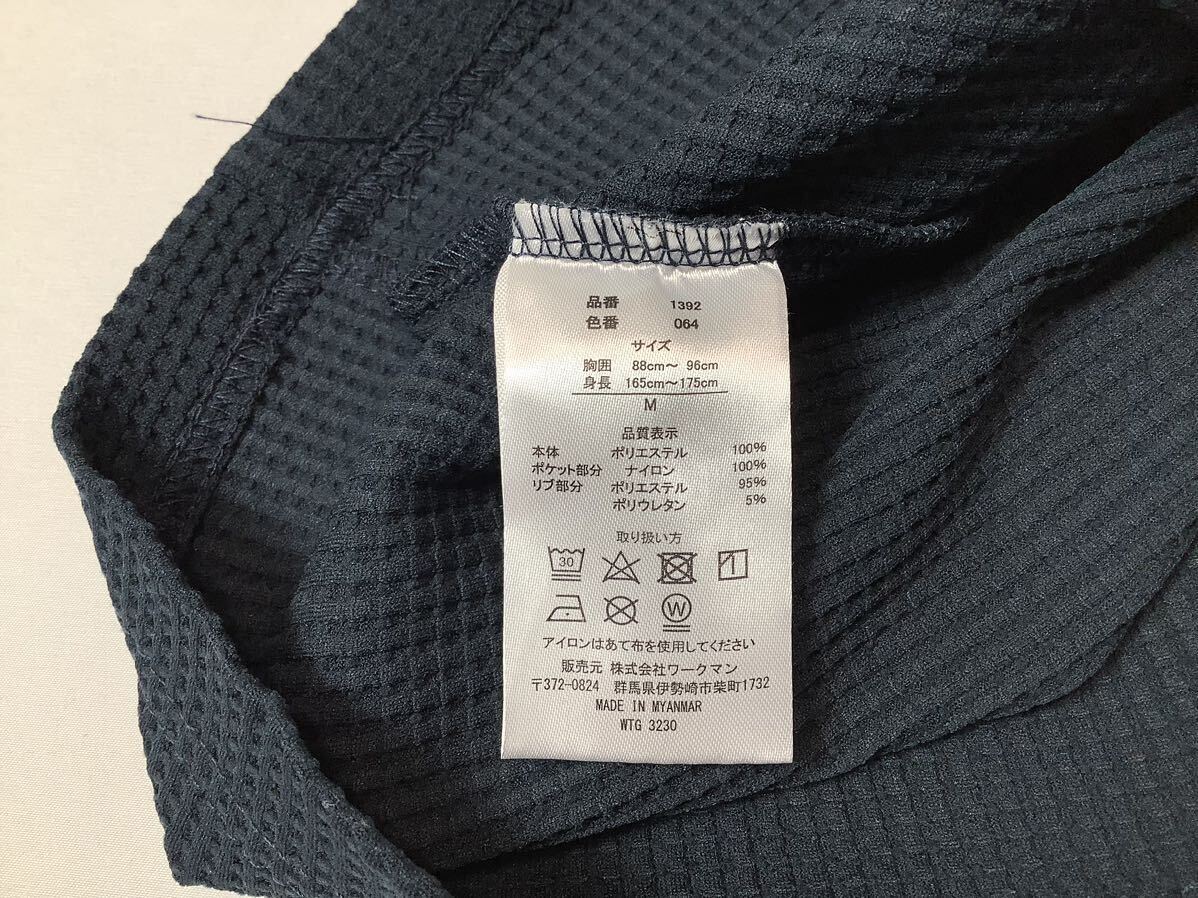 品番 1392
色番 064
サイズ
胸囲 88cm～ 96cm
身長 165cm～175cm
M
品質表示
本体 ポリエステル 100%
ポケット部分 ナイロン 100%
リブ部分 ポリエステル 95%
ポリウレタン 5%
取り扱い方
30
W
アイロンはあて布を使用してください
販売元 株式会社ワークマン
〒372-0824 群馬県伊勢崎市柴町1732
MADE IN MYANMAR
WTG 3230